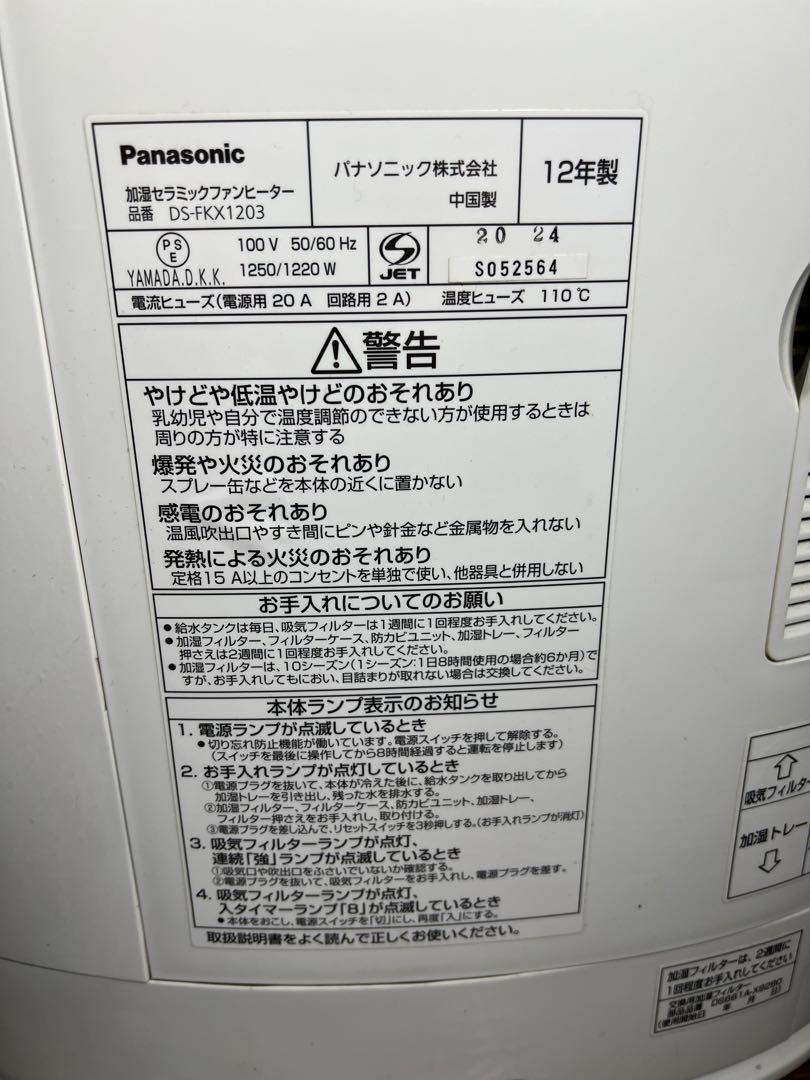 Panasonic
加湿セラミックファンヒーター
品番 DS-FKX1203
パナソニック株式会社
中国製
12年製
PS
E
YAMADA.D.K.K.
100 V 50/60 Hz
1250/1220 W
JET
20 24
S052564
電流ヒューズ(電源用 20 A 回路用 2 A) 温度ヒューズ 110℃
警告
やけどや低温やけどのおそれあり
乳幼児や自分で温度調節のできない方が使用するときは
周りの方が特に注意する
爆発や火災のおそれあり
スプレー缶などを本体の近くに置かない
感電のおそれあり
温風吹出口やすき間にピンや針金など金属物を入れない
発熱による火災のおそれあり
定格15 A以上のコンセントを単独で使い、他器具と併用しない
お手入れについてのお願い
●給水タンクは毎日、吸気フィルターは1週間に1回程度お手入れしてください。
●加湿フィルター、フィルターケース、防カビユニット、加湿トレー、フィルター
押さえは2週間に1回程度お手入れしてください。
●加湿フィルターは、10シーズン(1シーズン:1日8時間使用の場合約6か月)で
すが、お手入れしてもにおい、目詰まりが取れない場合は交換してください。
本体ランプ表示のお知らせ
1. 電源ランプが点滅しているとき
●切り忘れ防止機能が働いています。電源スイッチを押して解除する。
(スイッチを最後に操作してから8時間経過すると運転を停止します)
2. お手入れランプが点灯しているとき
①電源プラグを抜いて、本体が冷えた後に、給水タンクを取り出してから
加湿トレーを引き出し、残った水を排水する。
②加湿フィルター、フィルターケース、防カビユニット、加湿トレー、
フィルター押さえをお手入れし、取り付ける。
③電源プラグを差し込んで、リセットスイッチを3秒押しする。(お手入れランプが消灯)
3. 吸気フィルターランプが点灯、
連続「強」ランプが点滅しているとき
①吸気口や吹出口をふさいでいないか確認する。
②電源プラグを抜いて、吸気フィルターをお手入れし、電源プラグを差す。
4. 吸気フィルターランプが点灯、
入タイマーランプ「8」が点滅しているとき
●本体をおこし、電源スイッチを「切」にし、再度「入」にする。
取扱説明書をよく読んで正しくお使いください。
吸気フィルター
加湿トレー
加湿フィルターは、2週間に
1回程度お手入れしてください
交換用加湿フィルター
部品品番 DS661A-X9280
(使用開始日 年 月 日)